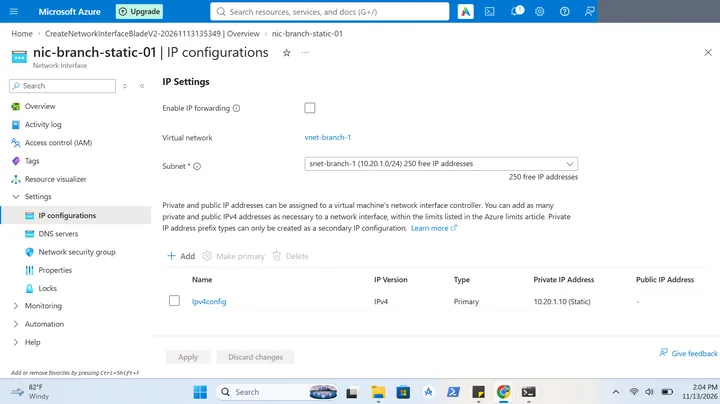 Microsoft Azure
Upgrade
Search resources, services, and docs (G+/)
1
Home > CreateNetworkInterfaceBladeV2-20261113135349 | Overview > nic-branch-static-01
nic-branch-static-01 | IP configurations
Network Interface
Search
Overview
Activity log
Access control (IAM)
Tags
Resource visualizer
Settings
IP configurations
DNS servers
Network security group
Properties
Locks
Monitoring
Automation
Help
Add or remove favorites by pressing Ctrl+Shift+F
IP Settings
Enable IP forwarding
Virtual network
vnet-branch-1
Subnet *
snet-branch-1 (10.20.1.0/24) 250 free IP addresses
250 free IP addresses
Private and public IP addresses can be assigned to a virtual machine's network interface controller. You can add as many
private and public IPv4 addresses as necessary to a network interface, within the limits listed in the Azure limits article. Private
IP address prefix types can only be created as a secondary IP configuration. Learn more
Add Make primary Delete
Name IP Version Type Private IP Address Public IP Address
Ipv4config IPv4 Primary 10.20.1.10 (Static) -
Apply Discard changes
Give feedback
82°F
Windy
Search
2:04 PM
11/13/2026